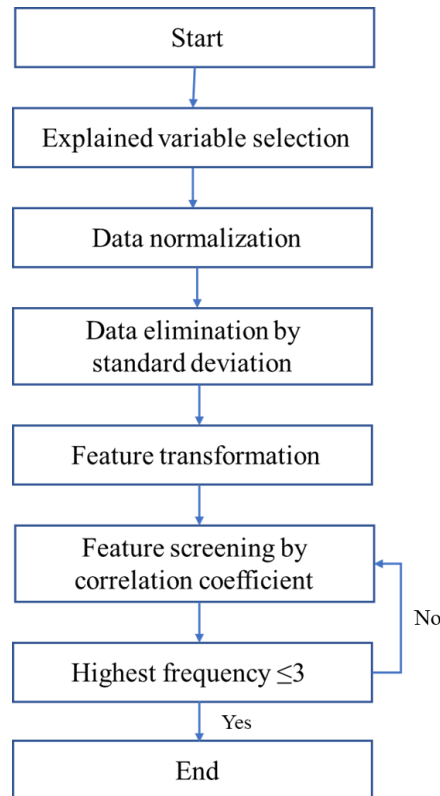 Start
Explained variable selection
Data normalization
Data elimination by
standard deviation
Feature transformation
Feature screening by
correlation coefficient
No
Highest frequency ≤3
Yes
End